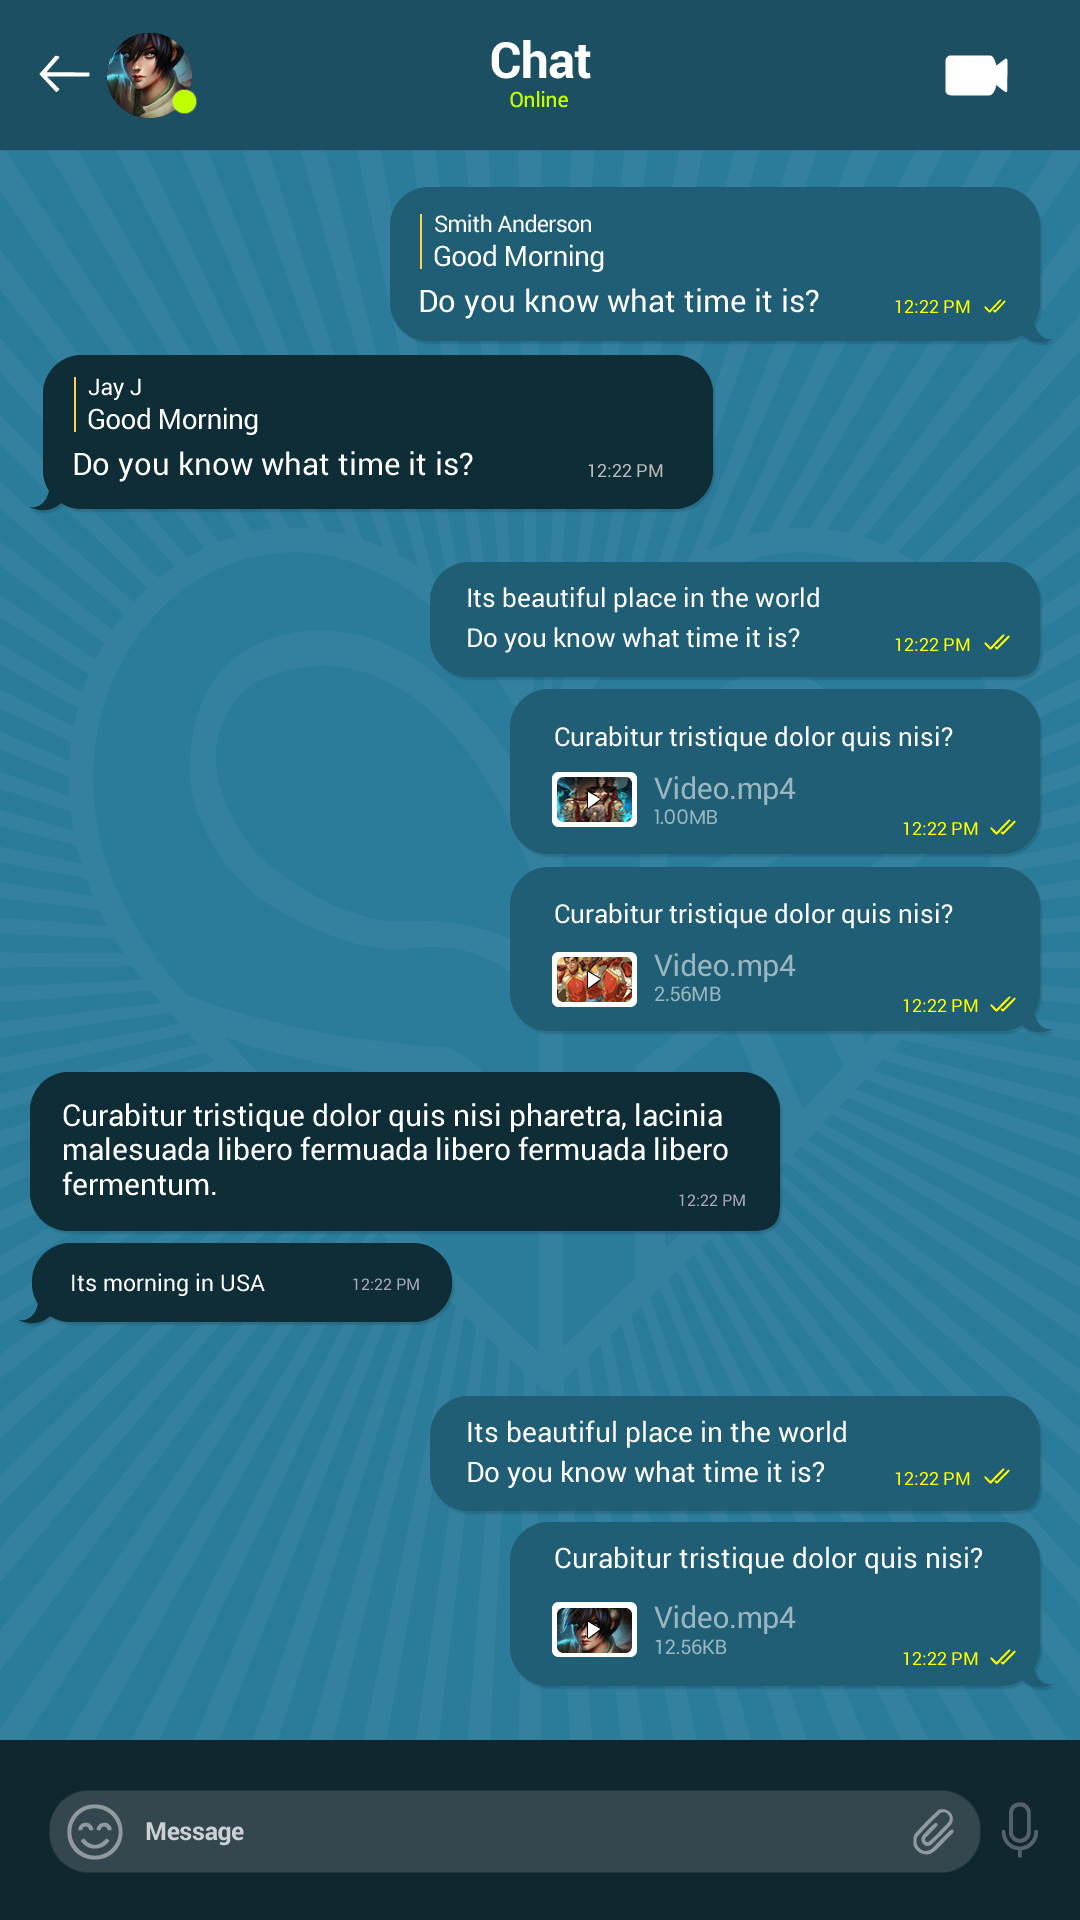 Chat
Online
Smith Anderson
Good Morning
Do you know what time it is?
12:22 PM
Jay J
Good Morning
Do you know what time it is?
12:22 PM
Its beautiful place in the world
Do you know what time it is?
12:22 PM
Curabitur tristique dolor quis nisi?
Video.mp4
1.00MB
12:22 PM
Curabitur tristique dolor quis nisi?
Video.mp4
2.56MB
12:22 PM
Curabitur tristique dolor quis nisi pharetra, lacinia
malesuada libero fermuada libero fermuada libero
fermentum.
12:22 PM
Its morning in USA
12:22 PM
Its beautiful place in the world
Do you know what time it is?
12:22 PM
Curabitur tristique dolor quis nisi?
Video.mp4
12.56KB
12:22 PM
Message